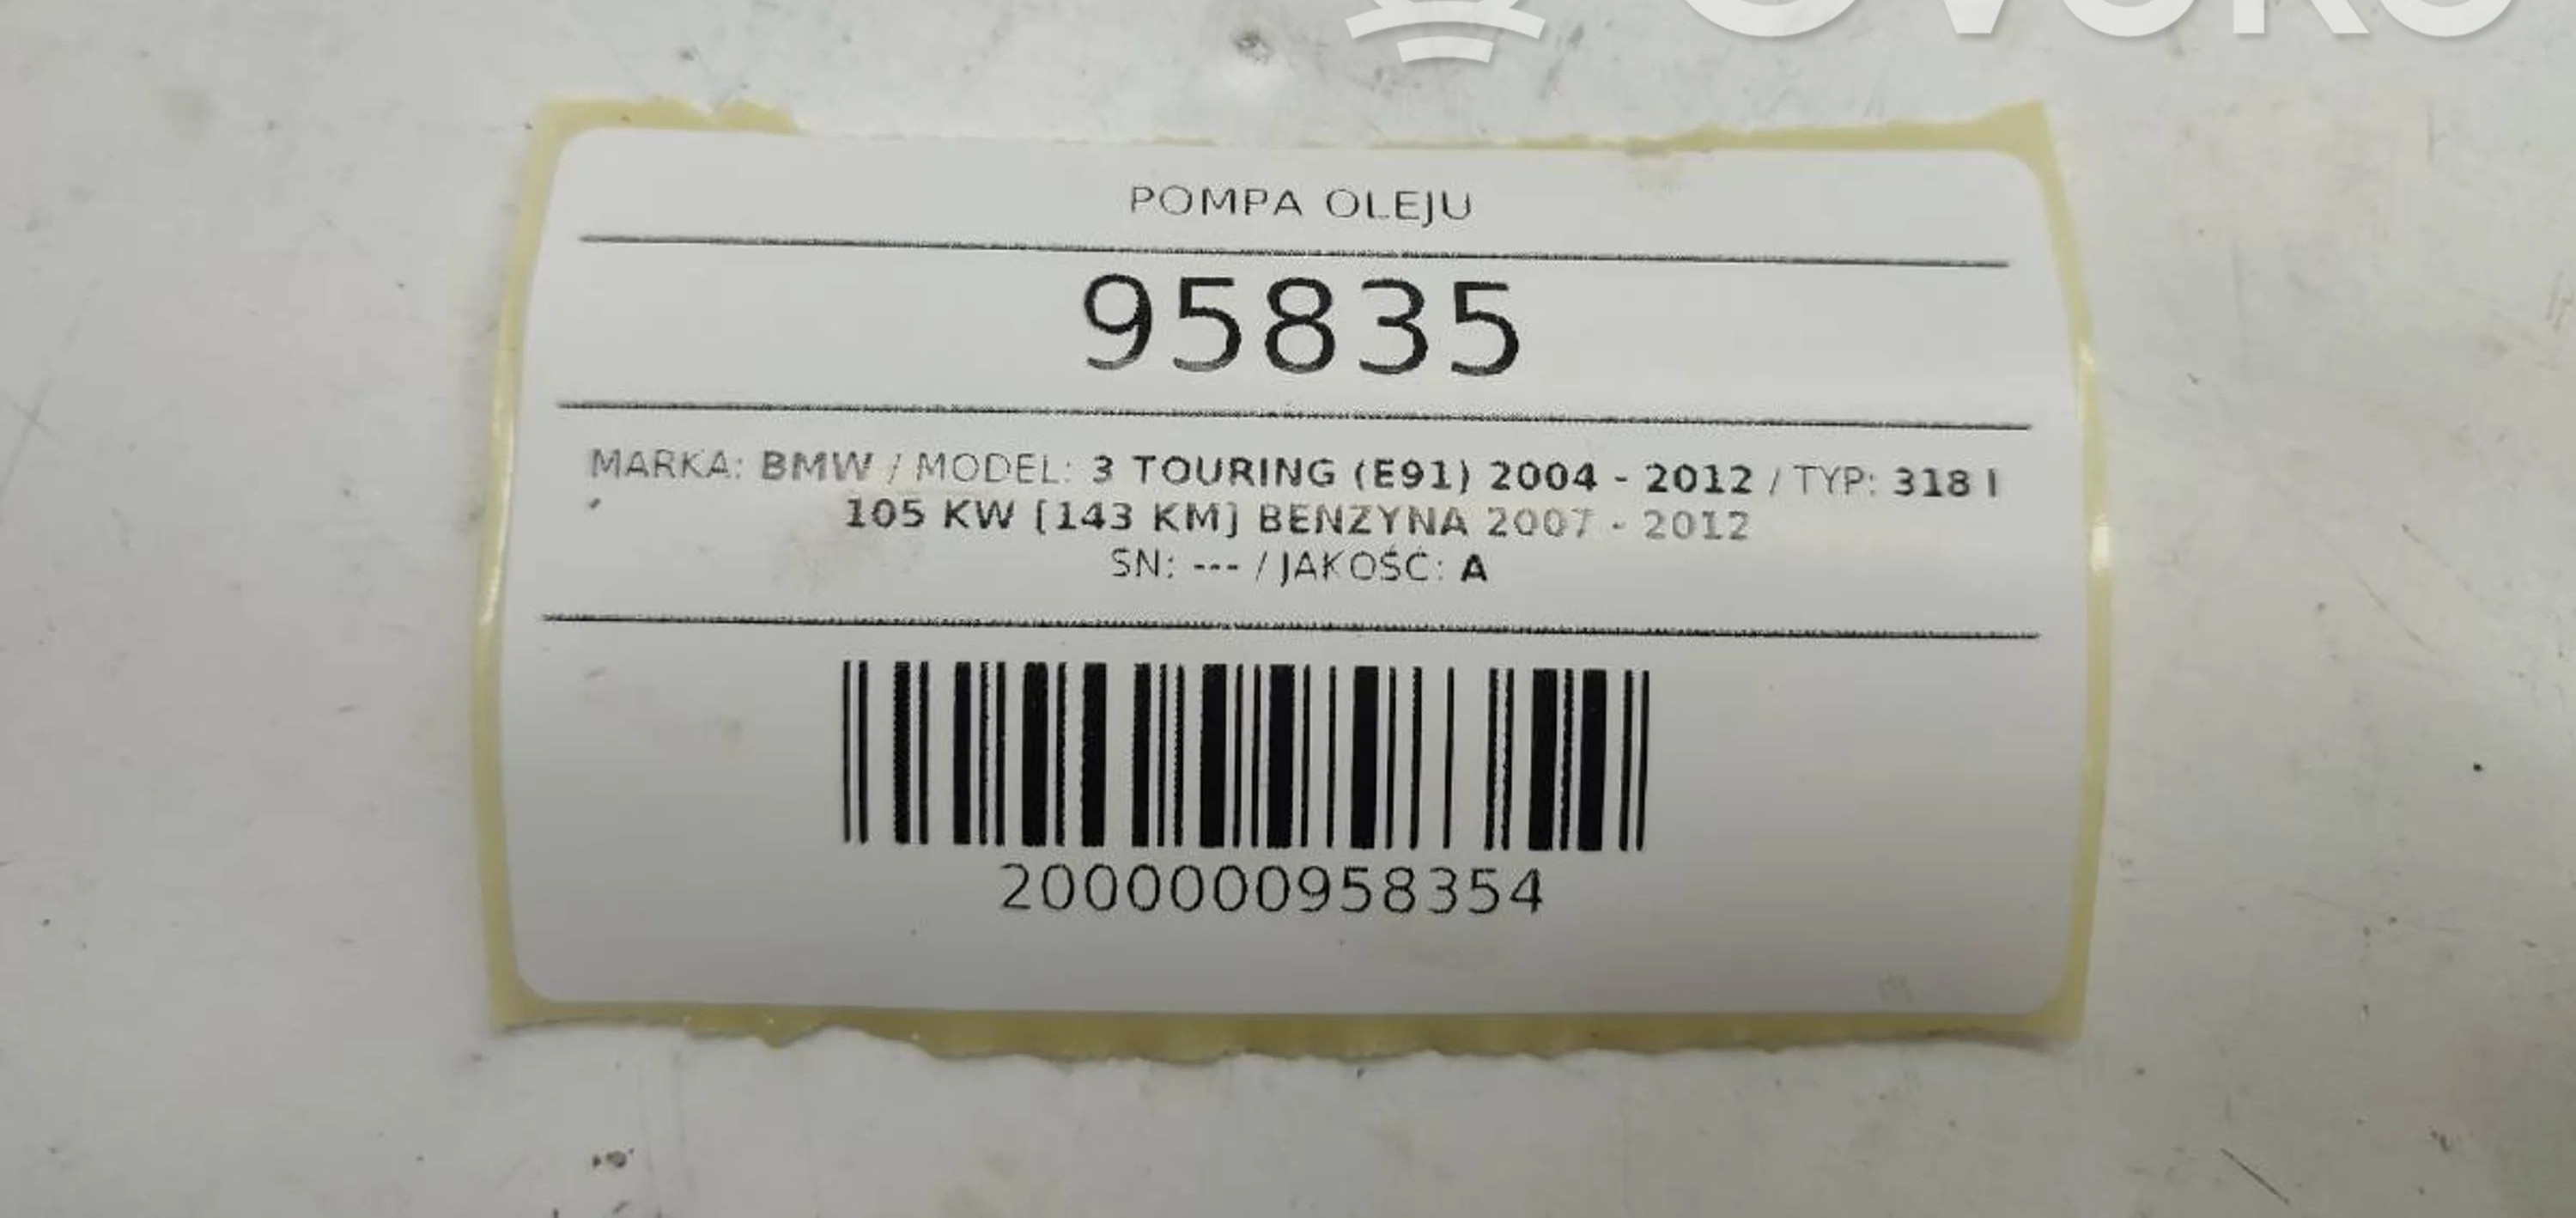 POMPA OLEJU
95835
MARKA: BMW / MODEL: 3 TOURING (E91) 2004 - 2012 / TYP: 318 I
105 KW [143 KM] BENZYNA 2007 - 2012
SN: --- / JAKOŚĆ: A
2000000958354